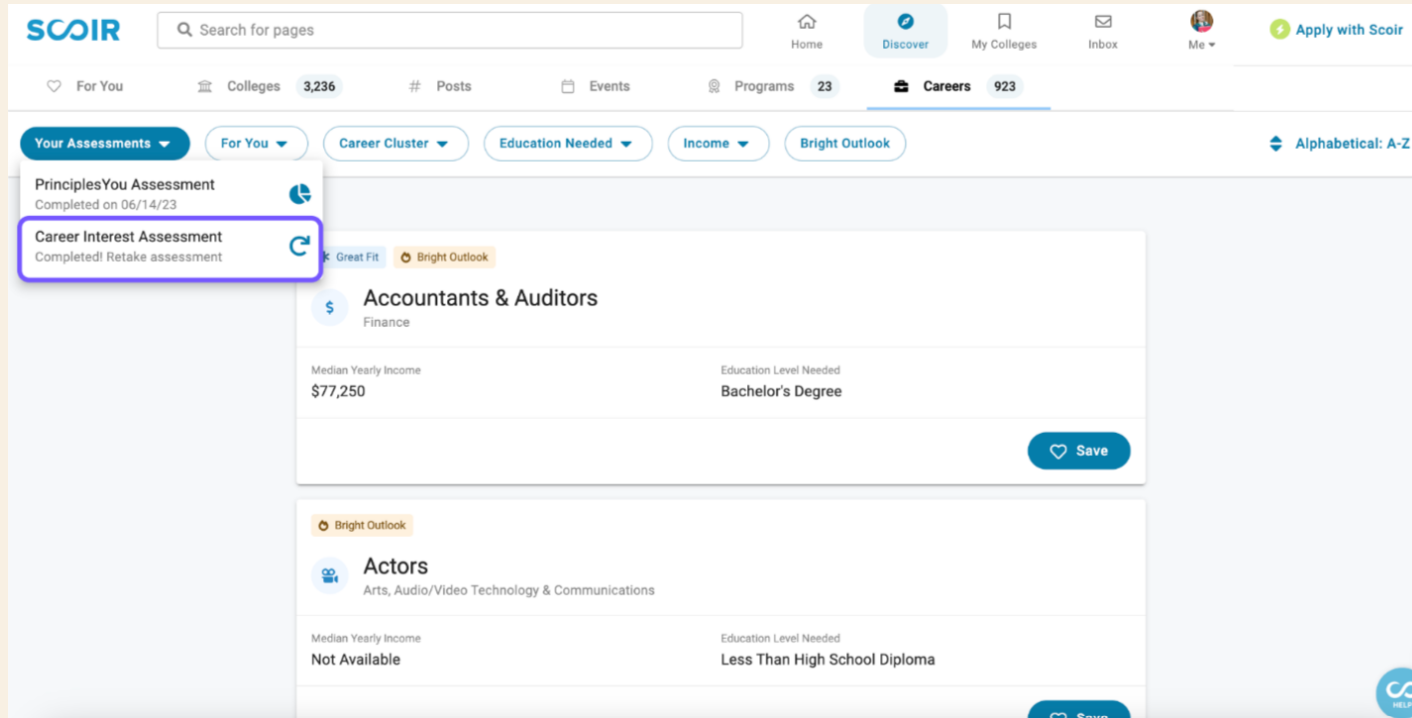 SCOIR
Search for pages
Home
Discover
My Colleges
Inbox
Me
Apply with Scoir
For You
Colleges 3,236
# Posts
Events
Programs 23
Careers 923
Your Assessments
For You
Career Cluster
Education Needed
Income
Bright Outlook
Alphabetical: A-Z
PrinciplesYou Assessment
Completed on 06/14/23
Career Interest Assessment
Completed! Retake assessment
Great Fit
Bright Outlook
$
Accountants & Auditors
Finance
Median Yearly Income
$77,250
Education Level Needed
Bachelor's Degree
Save
Bright Outlook
Actors
Arts, Audio/Video Technology & Communications
Median Yearly Income
Not Available
Education Level Needed
Less Than High School Diploma
Save
HELP